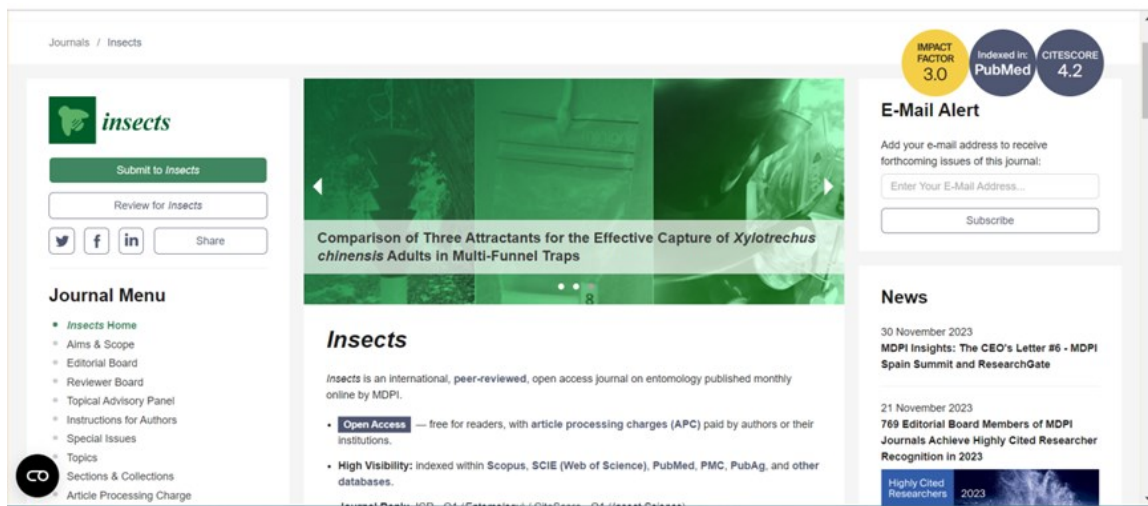 Journals / Insects
IMPACT
FACTOR
3.0
Indexed in:
PubMed
CITESCORE
4.2
insects
Submit to Insects
Review for Insects
Share
Journal Menu
Insects Home
Aims & Scope
Editorial Board
Reviewer Board
Topical Advisory Panel
Instructions for Authors
Special Issues
Topics
Sections & Collections
Article Processing Charge
Comparison of Three Attractants for the Effective Capture of Xylotrechus
chinensis Adults in Multi-Funnel Traps
Insects
Insects is an international, peer-reviewed, open access journal on entomology published monthly
online by MDPI.
Open Access — free for readers, with article processing charges (APC) paid by authors or their
institutions.
High Visibility: indexed within Scopus, SCIE (Web of Science), PubMed, PMC, PubAg, and other
databases.
E-Mail Alert
Add your e-mail address to receive
forthcoming issues of this journal:
Enter Your E-Mail Address...
Subscribe
News
30 November 2023
MDPI Insights: The CEO's Letter #6 - MDPI
Spain Summit and ResearchGate
21 November 2023
769 Editorial Board Members of MDPI
Journals Achieve Highly Cited Researcher
Recognition in 2023
Highly Cited
Researchers
2023